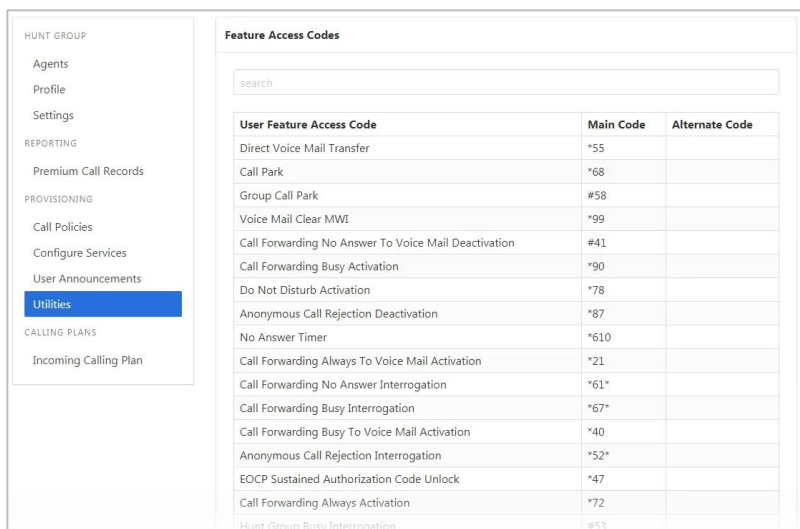 HUNT GROUP
Agents
Profile
Settings
REPORTING
Premium Call Records
PROVISIONING
Call Policies
Configure Services
User Announcements
Utilities
CALLING PLANS
Incoming Calling Plan
Feature Access Codes
search
User Feature Access Code Main Code Alternate Code
Direct Voice Mail Transfer *55
Call Park *68
Group Call Park #58
Voice Mail Clear MWI *99
Call Forwarding No Answer To Voice Mail Deactivation #41
Call Forwarding Busy Activation *90
Do Not Disturb Activation *78
Anonymous Call Rejection Deactivation *87
No Answer Timer *610
Call Forwarding Always To Voice Mail Activation *21
Call Forwarding No Answer Interrogation *61*
Call Forwarding Busy Interrogation *67*
Call Forwarding Busy To Voice Mail Activation *40
Anonymous Call Rejection Interrogation *52*
EOCP Sustained Authorization Code Unlock *47
Call Forwarding Always Activation *72
Hunt Group Busy Interrogation #53